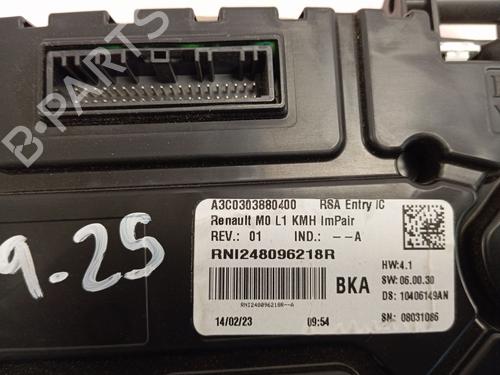 B-PARTS
A3C0303880400 RSA Entry IC
Renault M0 L1 KMH ImPair
REV.: 01 IND.: --A
RNI248096218R
HW:4.1
BKA
SW: 06.00.30
DS: 10406149AN
RNI248096218R--A
SN: 08031086
14/02/23 09:54
9.25